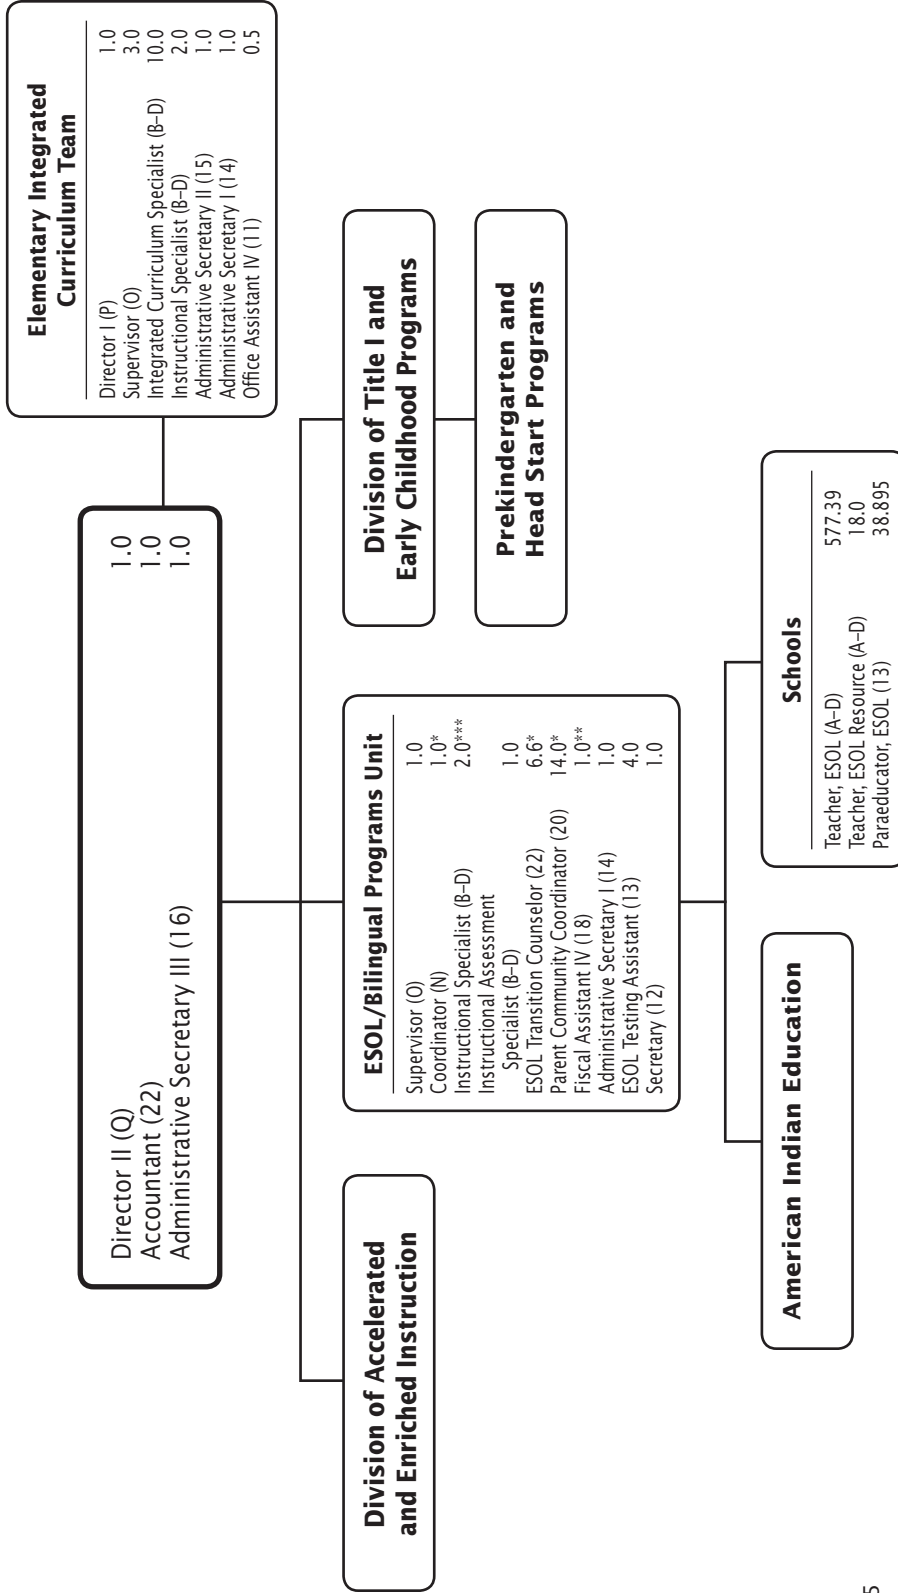 Director II (Q) 1.0
Accountant (22) 1.0
Administrative Secretary III (16) 1.0
Elementary Integrated
Curriculum Team
Director I (P) 1.0
Supervisor (O) 3.0
Integrated Curriculum Specialist (B–D) 10.0
Instructional Specialist (B–D) 2.0
Administrative Secretary II (15) 1.0
Administrative Secretary I (14) 1.0
Office Assistant IV (11) 0.5
Division of Accelerated
and Enriched Instruction
ESOL/Bilingual Programs Unit
Supervisor (O) 1.0
Coordinator (N) 1.0*
Instructional Specialist (B–D) 2.0***
Instructional Assessment
Specialist (B–D) 1.0
ESOL Transition Counselor (22) 6.6*
Parent Community Coordinator (20) 14.0*
Fiscal Assistant IV (18) 1.0**
Administrative Secretary I (14) 1.0
ESOL Testing Assistant (13) 4.0
Secretary (12) 1.0
Division of Title I and
Early Childhood Programs
Prekindergarten and
Head Start Programs
American Indian Education
Schools
Teacher, ESOL (A–D) 577.39
Teacher, ESOL Resource (A–D) 18.0
Paraeducator, ESOL (13) 38.895
5